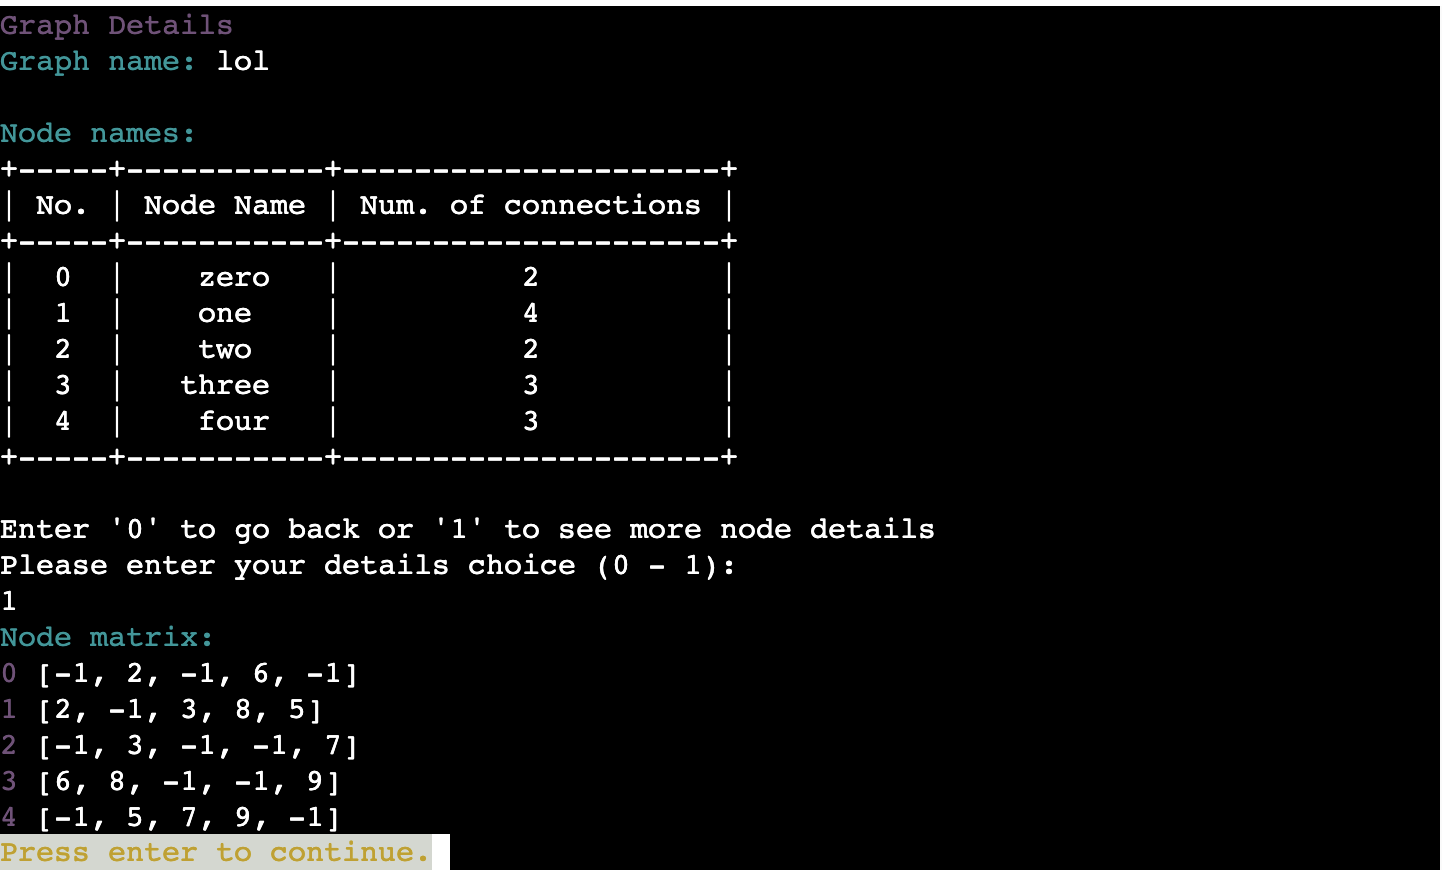 Graph Details
Graph name: lol
Node names:
+-----+-----------+---------------------+
| No. | Node Name | Num. of connections |
+-----+-----------+---------------------+
|  0  |    zero   |          2          |
|  1  |    one    |          4          |
|  2  |    two    |          2          |
|  3  |   three   |          3          |
|  4  |    four   |          3          |
+-----+-----------+---------------------+
Enter '0' to go back or '1' to see more node details
Please enter your details choice (0 - 1):
1
Node matrix:
0 [-1, 2, -1, 6, -1]
1 [2, -1, 3, 8, 5]
2 [-1, 3, -1, -1, 7]
3 [6, 8, -1, -1, 9]
4 [-1, 5, 7, 9, -1]
Press enter to continue.